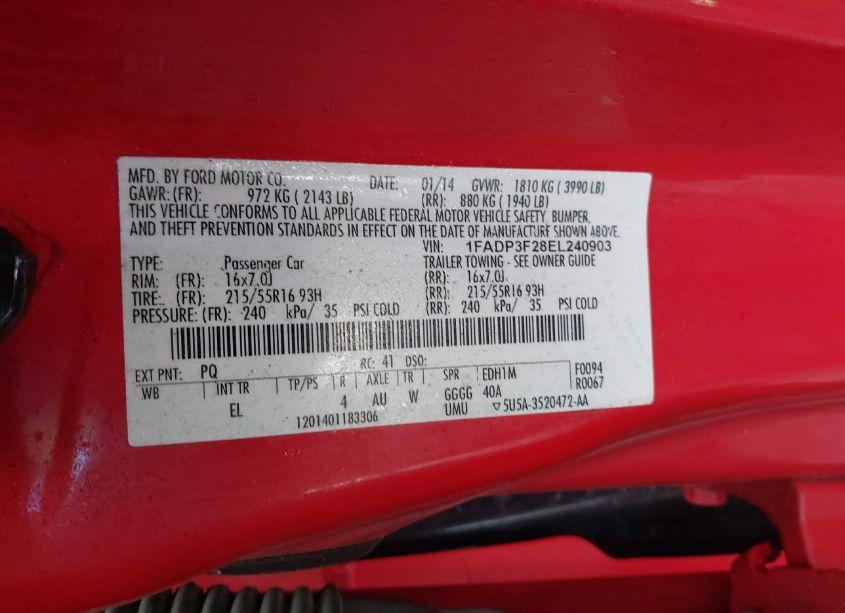 MFD. BY FORD MOTOR CO. DATE: 01/14 GVWR: 1810 KG ( 3990 LB)
GAWR: (FR): 972 KG ( 2143 LB) (RR): 880 KG ( 1940 LB)
THIS VEHICLE CONFORMS TO ALL APPLICABLE FEDERAL MOTOR VEHICLE SAFETY, BUMPER,
AND THEFT PREVENTION STANDARDS IN EFFECT ON THE DATE OF MANUFACTURE SHOWN ABOVE.
VIN: 1FADP3F28EL240903
TYPE: Passenger Car TRAILER TOWING - SEE OWNER GUIDE
RIM: (FR): 16x7.0J (RR): 16x7.0J
TIRE: (FR): 215/55R16 93H (RR): 215/55R16 93H
PRESSURE: (FR): 240 kPa/ 35 PSI COLD (RR): 240 kPa/ 35 PSI COLD
EXT PNT: PQ RC: 41 DSO: F0094
WB INT TR TP/PS R AXLE TR SPR EDH1M R0067
EL 4 AU W GGGG 40A
1201401183306 UMU ▽5U5A-3520472-AA